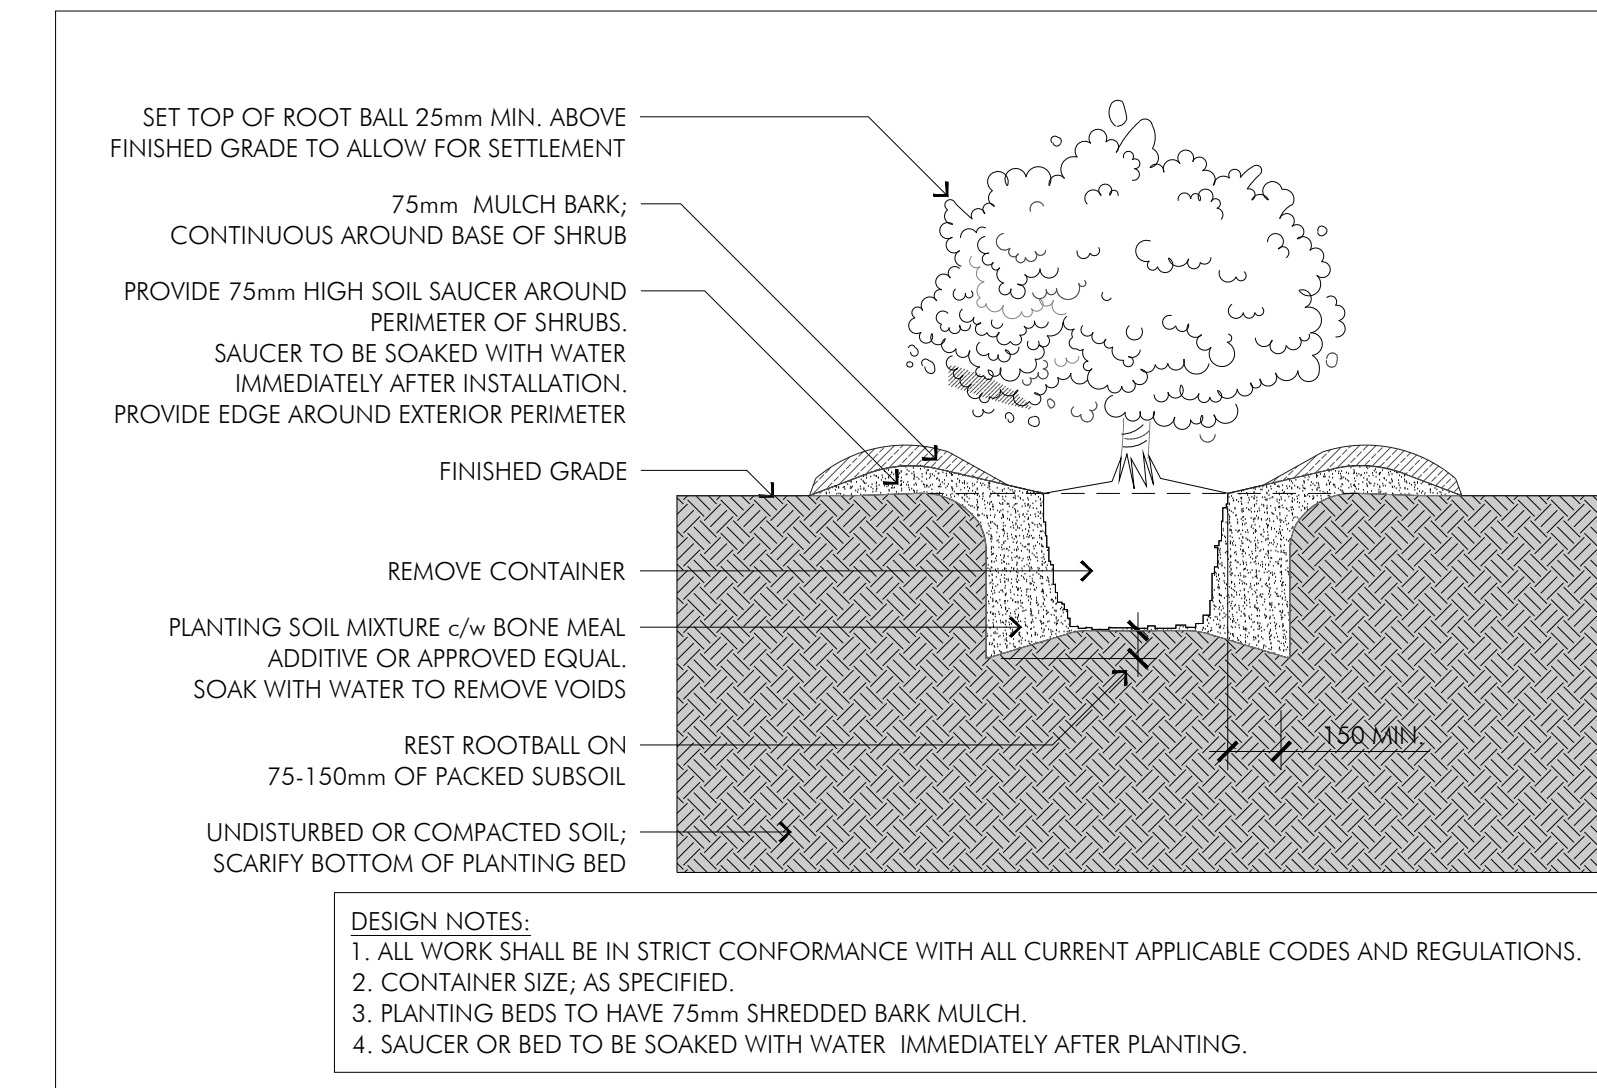 SET TOP OF ROOT BALL 25mm MIN. ABOVE
FINISHED GRADE TO ALLOW FOR SETTLEMENT
75mm MULCH BARK;
CONTINUOUS AROUND BASE OF SHRUB
PROVIDE 75mm HIGH SOIL SAUCER AROUND
PERIMETER OF SHRUBS.
SAUCER TO BE SOAKED WITH WATER
IMMEDIATELY AFTER INSTALLATION.
PROVIDE EDGE AROUND EXTERIOR PERIMETER
FINISHED GRADE
REMOVE CONTAINER
PLANTING SOIL MIXTURE c/w BONE MEAL
ADDITIVE OR APPROVED EQUAL.
SOAK WITH WATER TO REMOVE VOIDS
REST ROOTBALL ON
75-150mm OF PACKED SUBSOIL
150 MIN.
UNDISTURBED OR COMPACTED SOIL;
SCARIFY BOTTOM OF PLANTING BED
DESIGN NOTES:
1. ALL WORK SHALL BE IN STRICT CONFORMANCE WITH ALL CURRENT APPLICABLE CODES AND REGULATIONS.
2. CONTAINER SIZE; AS SPECIFIED.
3. PLANTING BEDS TO HAVE 75mm SHREDDED BARK MULCH.
4. SAUCER OR BED TO BE SOAKED WITH WATER IMMEDIATELY AFTER PLANTING.